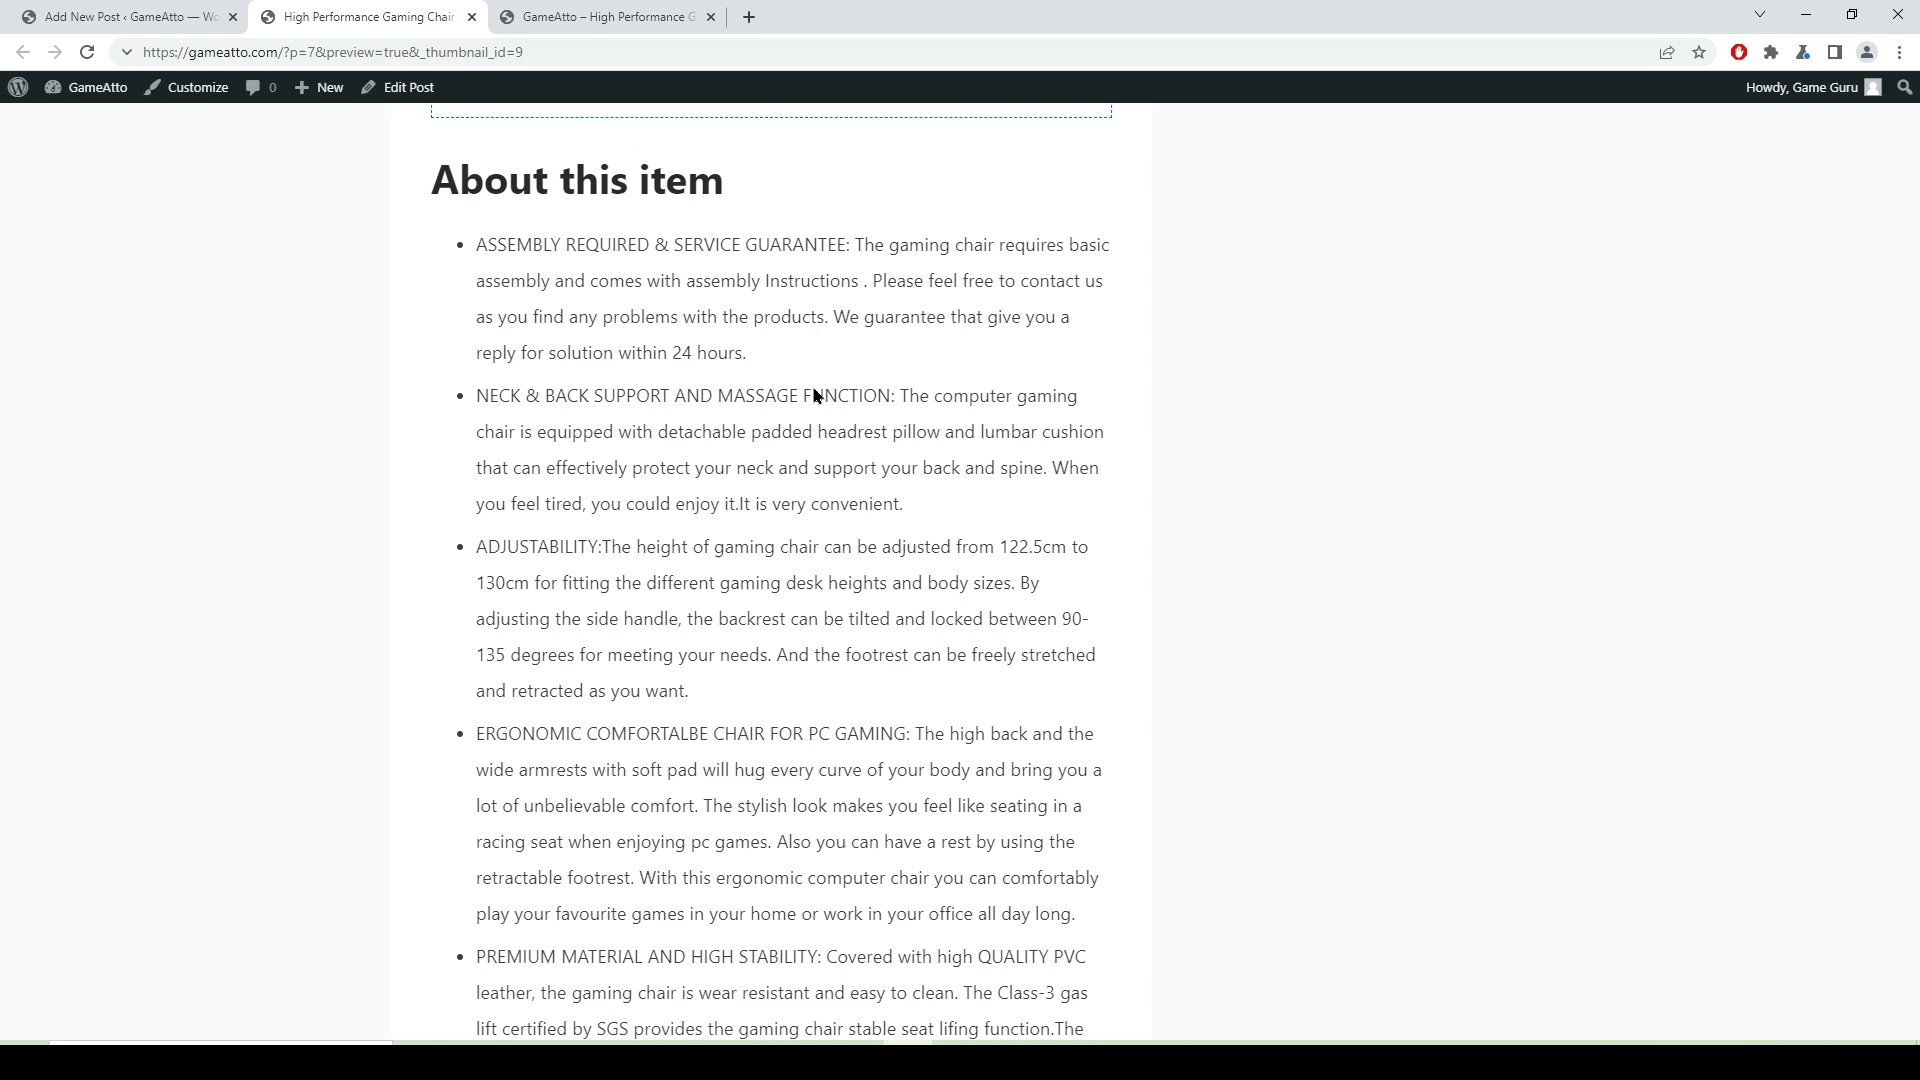 Add New Post ‹ GameAtto — Wo
High Performance Gaming Chair
GameAtto – High Performance G
https://gameatto.com/?p=7&preview=true&_thumbnail_id=9
GameAtto
Customize
0
New
Edit Post
Howdy, Game Guru
About this item
• ASSEMBLY REQUIRED & SERVICE GUARANTEE: The gaming chair requires basic
assembly and comes with assembly Instructions . Please feel free to contact us
as you find any problems with the products. We guarantee that give you a
reply for solution within 24 hours.
• NECK & BACK SUPPORT AND MASSAGE FUNCTION: The computer gaming
chair is equipped with detachable padded headrest pillow and lumbar cushion
that can effectively protect your neck and support your back and spine. When
you feel tired, you could enjoy it.It is very convenient.
• ADJUSTABILITY:The height of gaming chair can be adjusted from 122.5cm to
130cm for fitting the different gaming desk heights and body sizes. By
adjusting the side handle, the backrest can be tilted and locked between 90-
135 degrees for meeting your needs. And the footrest can be freely stretched
and retracted as you want.
• ERGONOMIC COMFORTALBE CHAIR FOR PC GAMING: The high back and the
wide armrests with soft pad will hug every curve of your body and bring you a
lot of unbelievable comfort. The stylish look makes you feel like seating in a
racing seat when enjoying pc games. Also you can have a rest by using the
retractable footrest. With this ergonomic computer chair you can comfortably
play your favourite games in your home or work in your office all day long.
• PREMIUM MATERIAL AND HIGH STABILITY: Covered with high QUALITY PVC
leather, the gaming chair is wear resistant and easy to clean. The Class-3 gas
lift certified by SGS provides the gaming chair stable seat lifing function.The